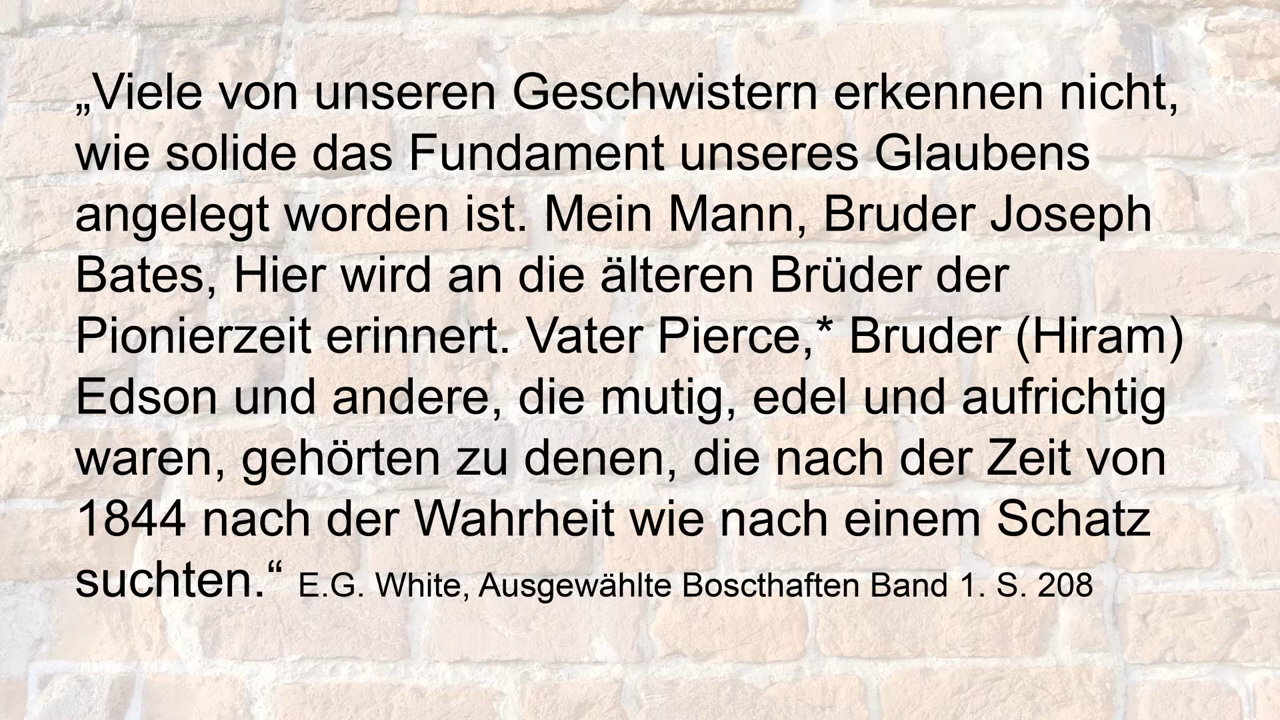 „Viele von unseren Geschwistern erkennen nicht,
wie solide das Fundament unseres Glaubens
angelegt worden ist. Mein Mann, Bruder Joseph
Bates, Hier wird an die älteren Brüder der
Pionierzeit erinnert. Vater Pierce,* Bruder (Hiram)
Edson und andere, die mutig, edel und aufrichtig
waren, gehörten zu denen, die nach der Zeit von
1844 nach der Wahrheit wie nach einem Schatz
suchten.“ E.G. White, Ausgewählte Boscthaften Band 1. S. 208